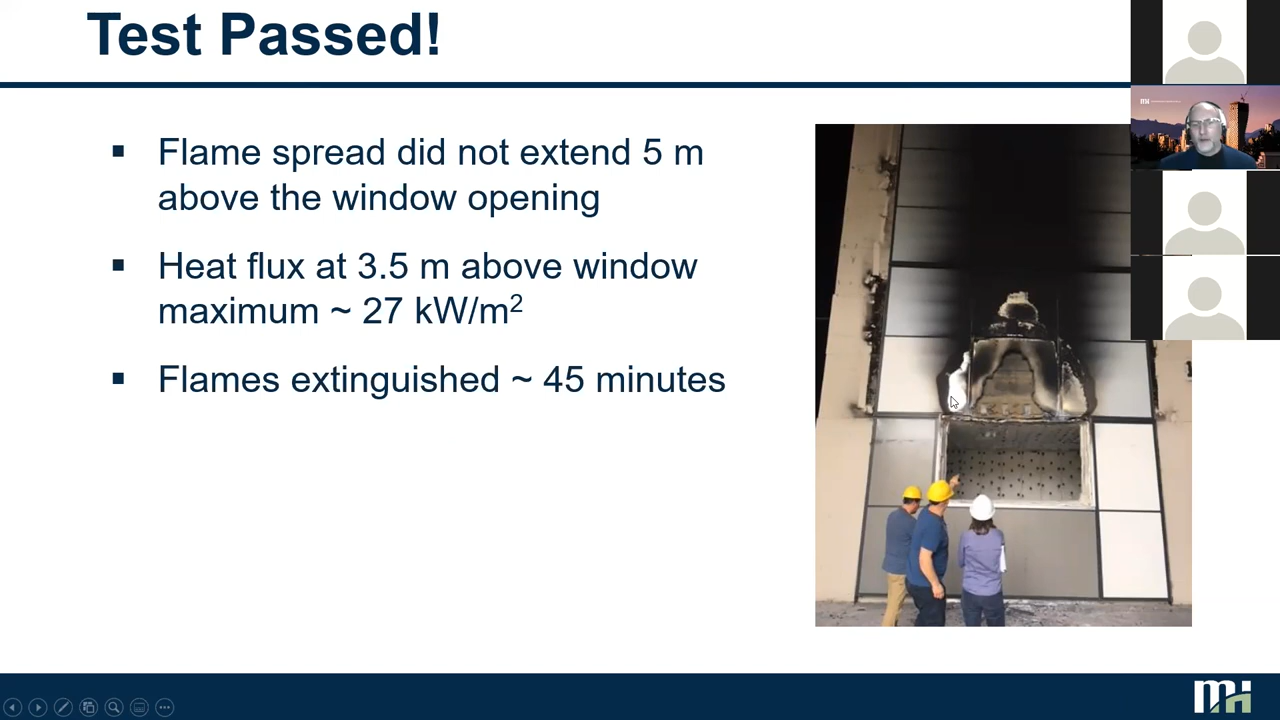 Test Passed!
Flame spread did not extend 5 m
above the window opening
Heat flux at 3.5 m above window
maximum ~ 27 kW/m²
Flames extinguished ~ 45 minutes